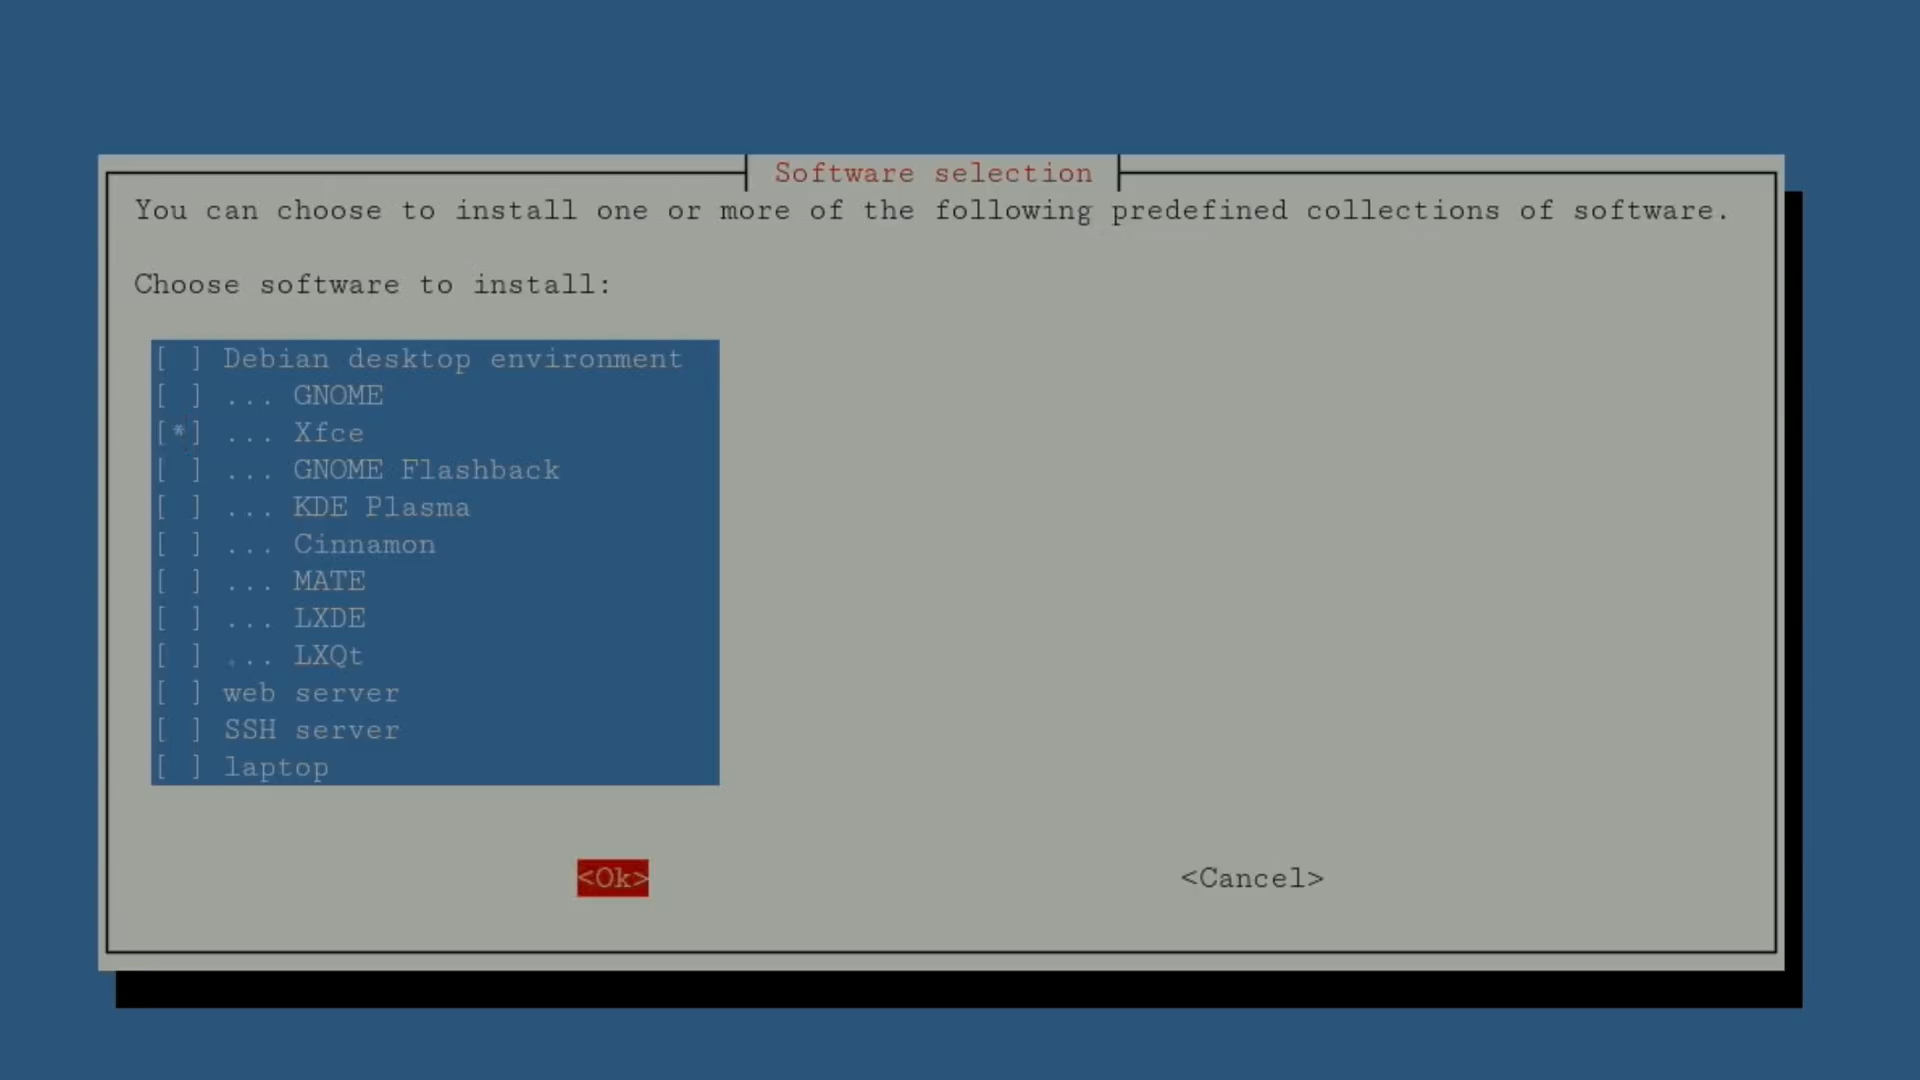 Software selection
You can choose to install one or more of the following predefined collections of software.
Choose software to install:
[ ] Debian desktop environment
[ ] ... GNOME
[*] ... Xfce
[ ] ... GNOME Flashback
[ ] ... KDE Plasma
[ ] ... Cinnamon
[ ] ... MATE
[ ] ... LXDE
[ ] ... LXQt
[ ] web server
[ ] SSH server
[ ] laptop
<Ok> <Cancel>